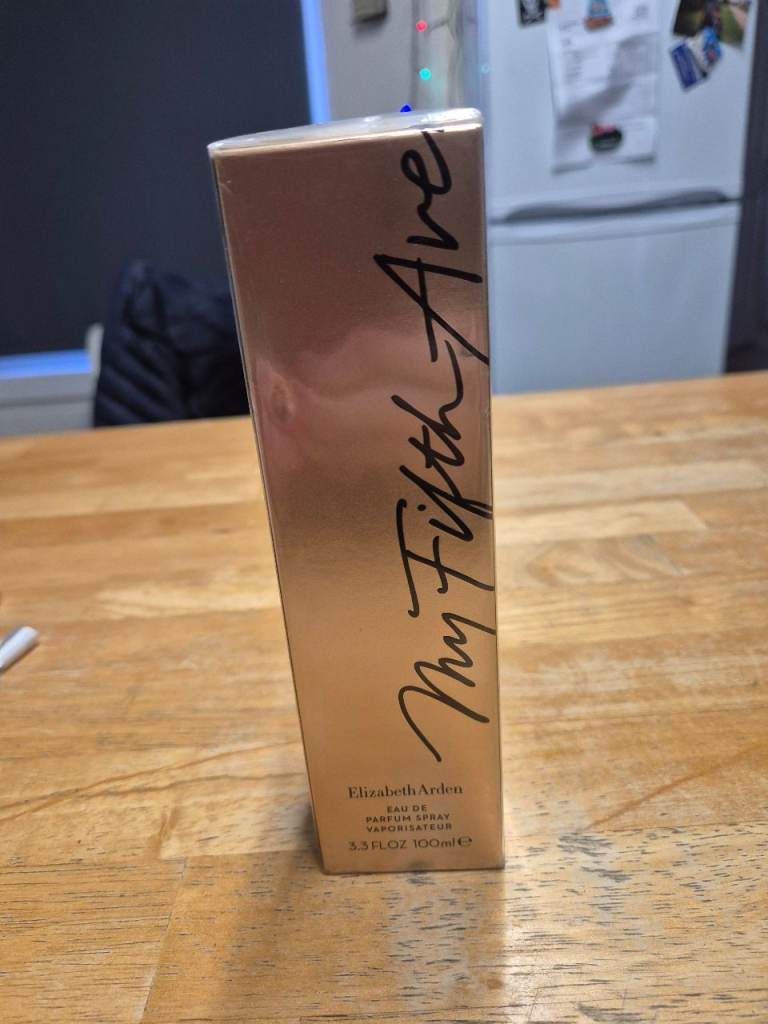 My Fifth Ave
Elizabeth Arden
EAU DE
PARFUM SPRAY
VAPORISATEUR
3.3 FL OZ 100ml ℮